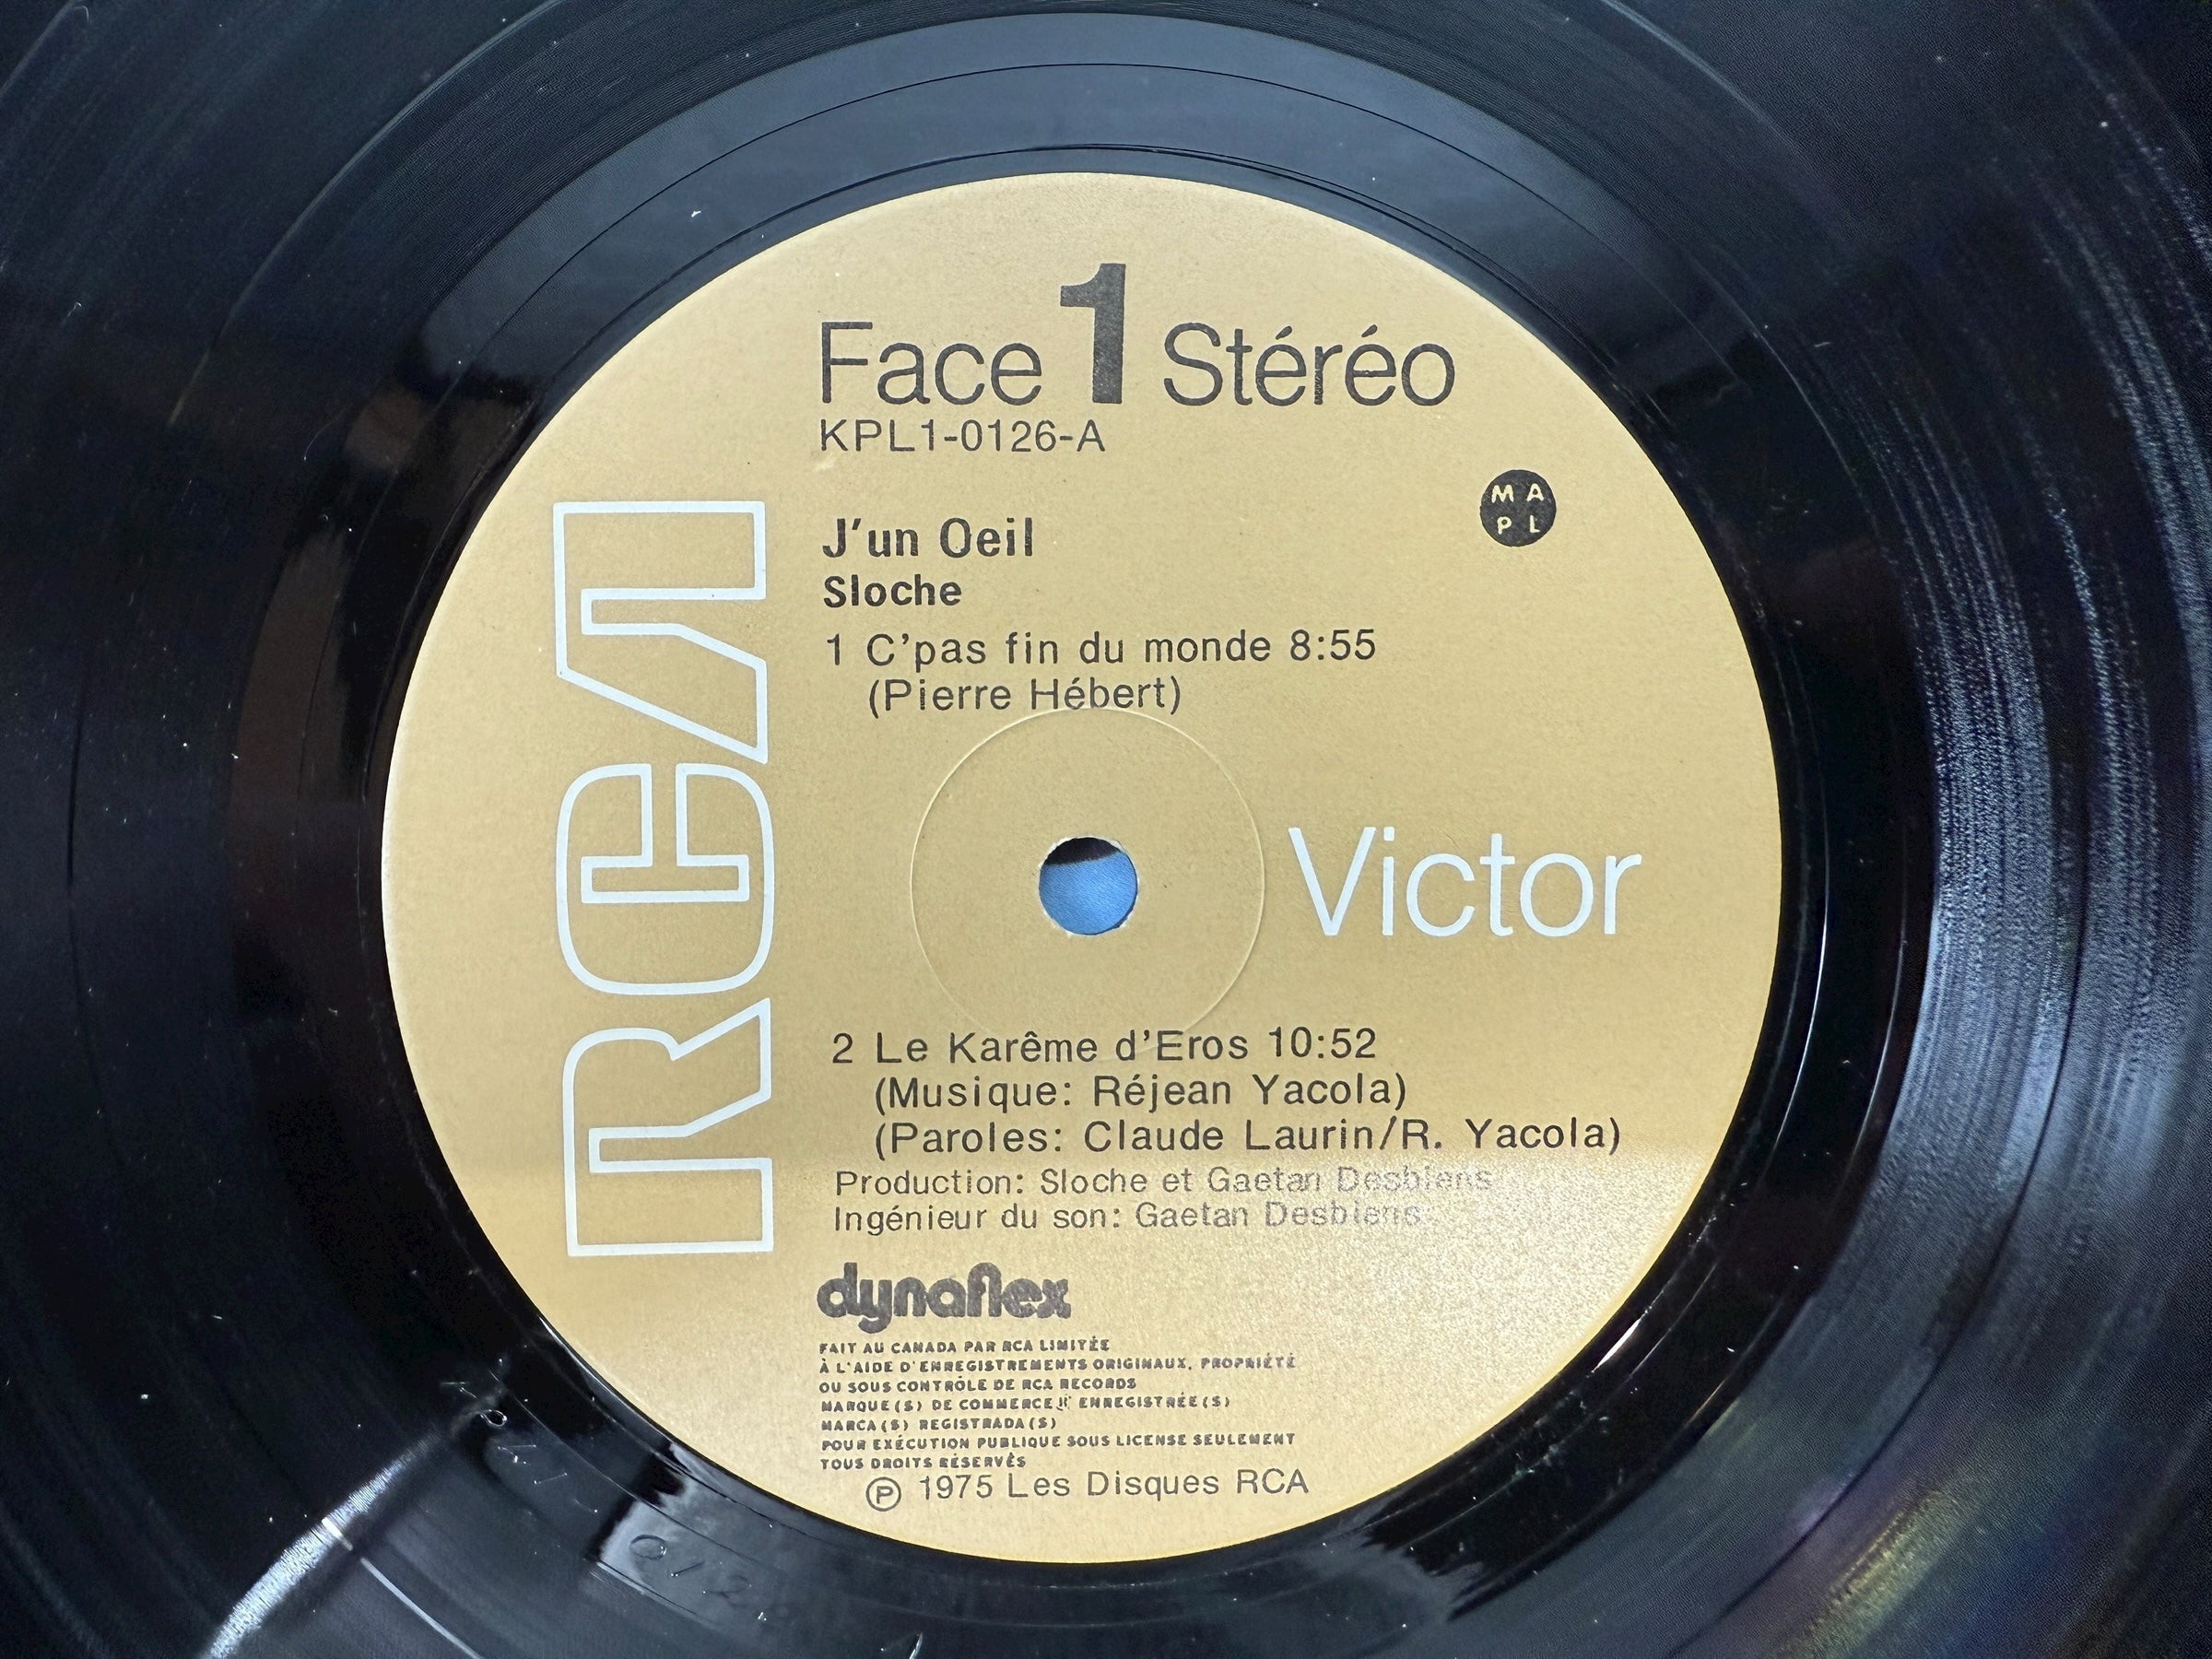 Face 1 Stéréo
KPL1-0126-A
MA
PL
J'un Oeil
Sloche
1 C'pas fin du monde 8:55
(Pierre Hébert)
RCA
Victor
2 Le Karême d'Eros 10:52
(Musique: Réjean Yacola)
(Paroles: Claude Laurin/R. Yacola)
Production: Sloche et Gaetan Desbiens
Ingénieur du son: Gaetan Desbiens
dynaflex
FAIT AU CANADA PAR RCA LIMITÉE
À L'AIDE D'ENREGISTREMENTS ORIGINAUX, PROPRIÉTÉ
OU SOUS CONTRÔLE DE RCA RECORDS
MARQUE(S) DE COMMERCE ENREGISTRÉE(S)
MARCA(S) REGISTRADA(S)
POUR EXÉCUTION PUBLIQUE SOUS LICENSE SEULEMENT
TOUS DROITS RÉSERVÉS
Ⓟ 1975 Les Disques RCA